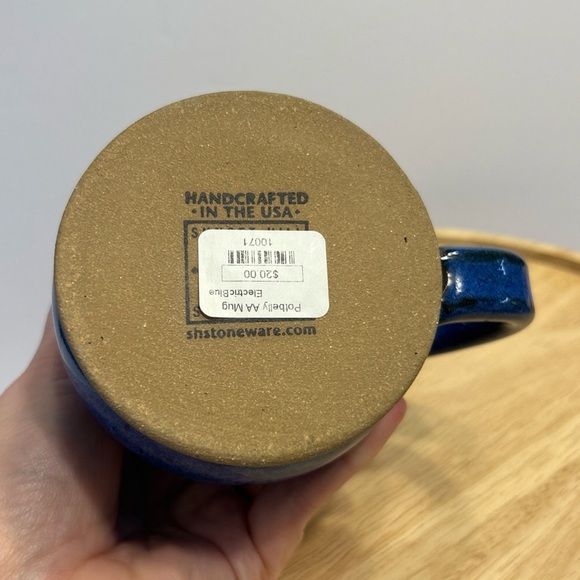 HANDCRAFTED
• IN THE USA •
Potbelly AA Mug
ElectricBlue
$20.00
10071
shstoneware.com